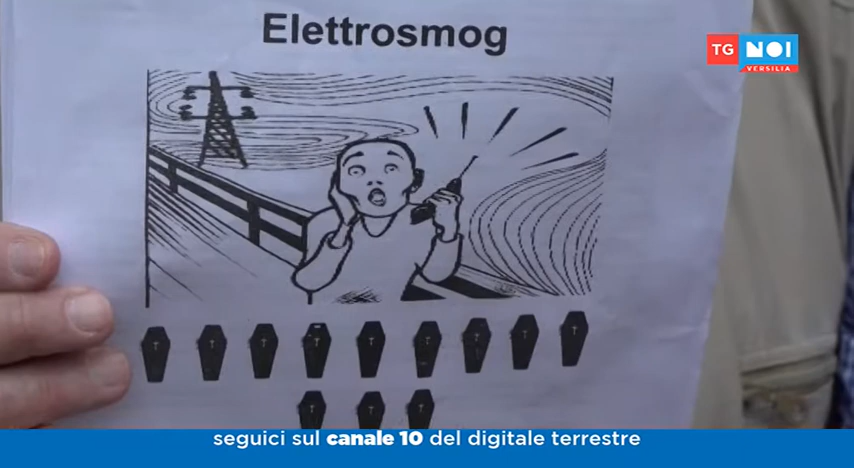 Elettrosmog
TG NOI
VERSILIA
seguici sul canale 10 del digitale terrestre